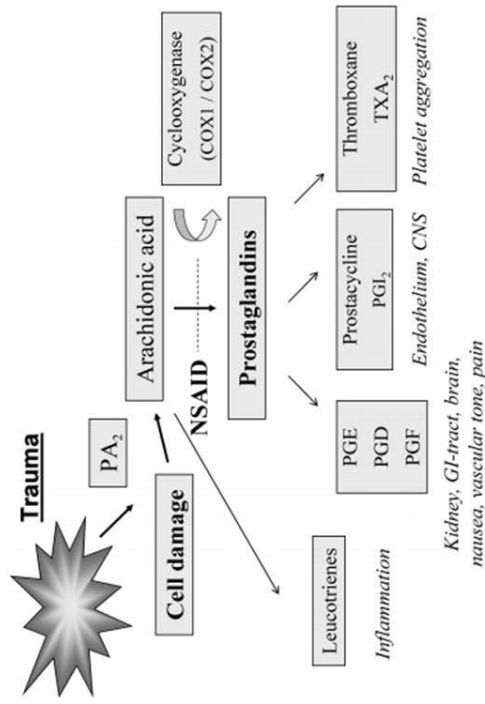 Trauma
PA2
Cell damage
Arachidonic acid
Cyclooxygenase
(COX1 / COX2)
NSAID
Prostaglandins
Leucotrienes
Inflammation
PGE
PGD
PGF
Kidney, GI-tract, brain,
nausea, vascular tone, pain
Prostacycline
PGI2
Endothelium, CNS
Thromboxane
TXA2
Platelet aggregation